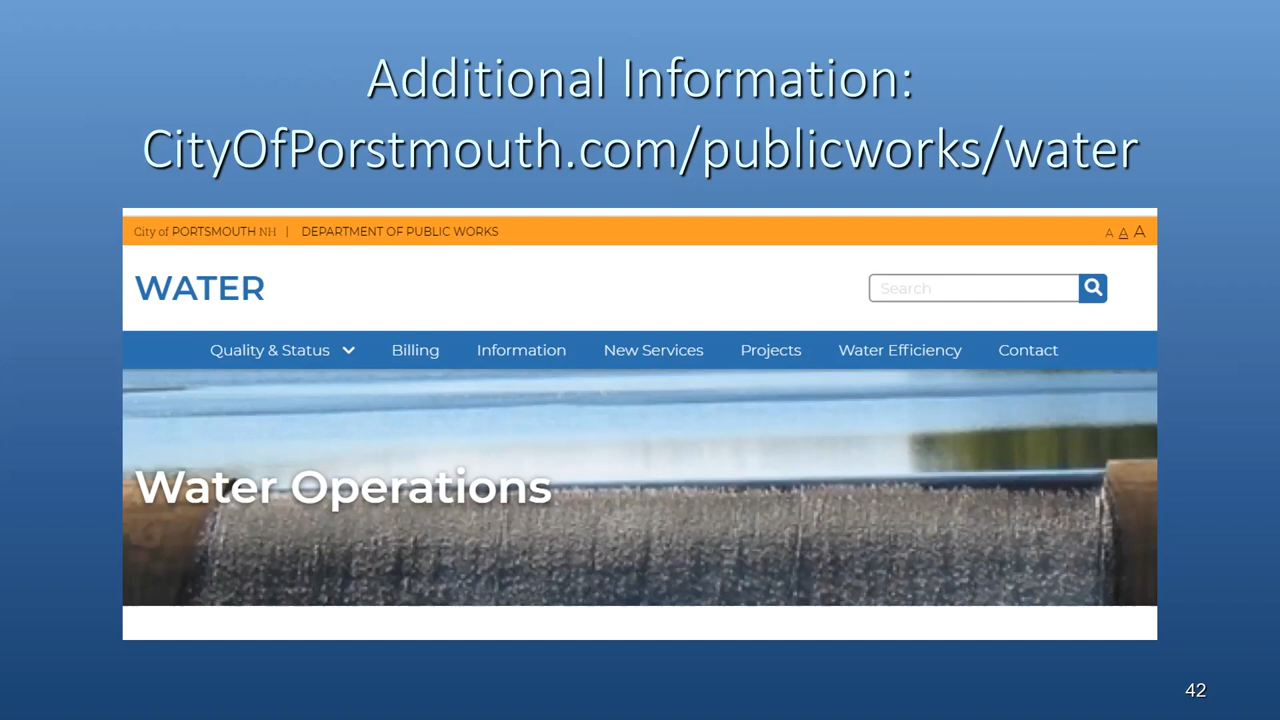 Additional Information:
CityOfPorstmouth.com/publicworks/water
City of PORTSMOUTH NH | DEPARTMENT OF PUBLIC WORKS A A A
WATER
Search
Quality & Status Billing Information New Services Projects Water Efficiency Contact
Water Operations
42